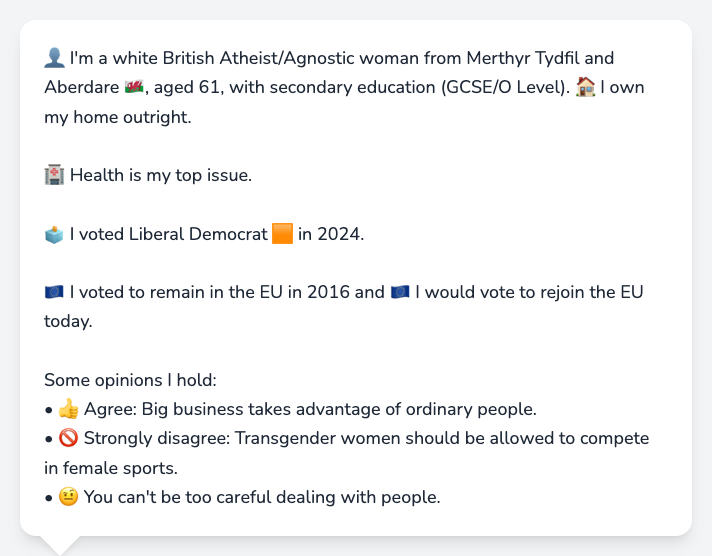 👤 I'm a white British Atheist/Agnostic woman from Merthyr Tydfil and
Aberdare 🏴󠁧󠁢󠁷󠁬󠁳󠁿, aged 61, with secondary education (GCSE/O Level). 🏠 I own
my home outright.
🏥 Health is my top issue.
🗳️ I voted Liberal Democrat 🟧 in 2024.
🇪🇺 I voted to remain in the EU in 2016 and 🇪🇺 I would vote to rejoin the EU
today.
Some opinions I hold:
• 👍 Agree: Big business takes advantage of ordinary people.
• 🚫 Strongly disagree: Transgender women should be allowed to compete
in female sports.
• 🤨 You can't be too careful dealing with people.